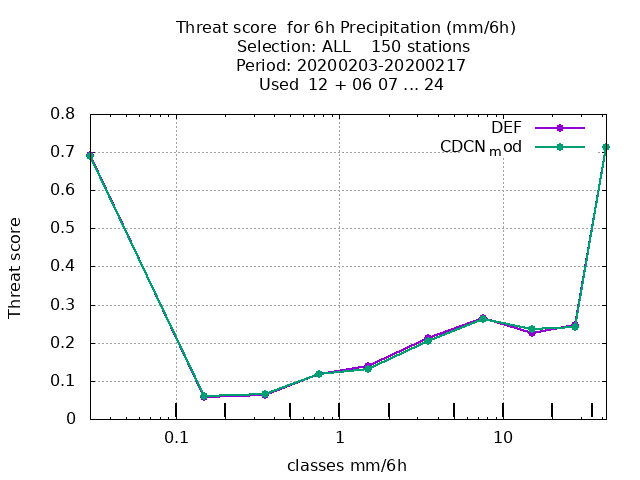 Threat score  for 6h Precipitation (mm/6h)
Selection: ALL    150 stations
Period: 20200203-20200217
Used  12 + 06 07 ... 24
DEF
CDCN_mod
0.8
0.7
0.6
0.5
0.4
0.3
0.2
0.1
0
Threat score
0.1 1 10
classes mm/6h